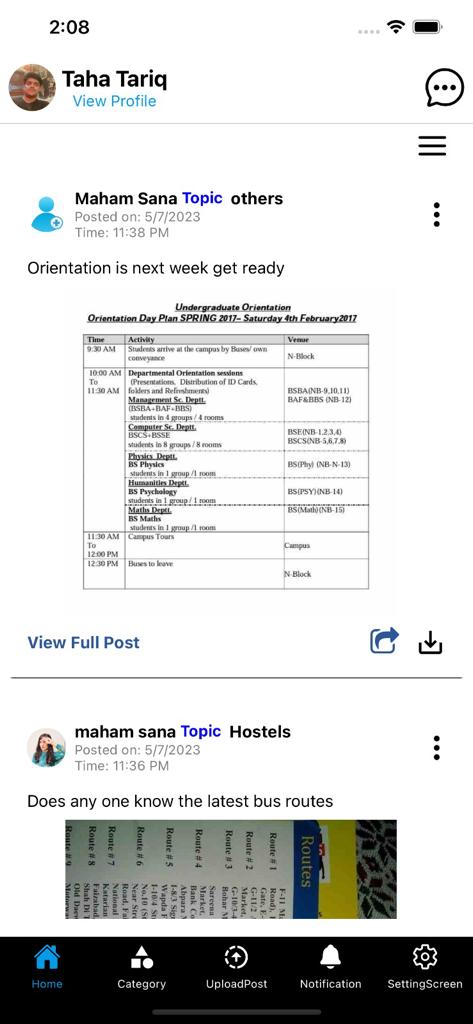 2:08
Taha Tariq
View Profile
Maham Sana Topic others
Posted on: 5/7/2023
Time: 11:38 PM
Orientation is next week get ready
Undergraduate Orientation
Orientation Day Plan SPRING 2017– Saturday 4th February2017
Time Activity Venue
9:30 AM Students arrive at the campus by Buses/ own
conveyance
N-Block
10:00 AM Departmental Orientation sessions
To (Presentations, Distribution of ID Cards,
11:30 AM folders and Refreshments) BSBA(NB-9,10,11)
Management Sc. Deptt. BAF&BBS (NB-12)
(BSBA+BAF+BBS)
students in 4 groups / 4 rooms
Computer Sc. Deptt. BSE(NB-1,2,3,4)
BSCS+BSSE BSCS(NB-5,6,7,8)
students in 8 groups / 8 rooms
Physics Deptt.
BS Physics BS(Phy) (NB-N-13)
students in 1 group /1 room
Humanities Deptt.
BS Psychology BS(PSY)(NB-14)
students in 1 group / 1 room
Maths Deptt. BS(Math)(NB-15)
BS Maths
students in 1 group /1 room
11:30 AM Campus Tours
To Campus
12:00 PM
12:30 PM Buses to leave
N-Block
View Full Post
maham sana Topic Hostels
Posted on: 5/7/2023
Time: 11:36 PM
Does any one know the latest bus routes
Routes
Route # 1
Route # 2
Route # 3
Route # 4
Route # 5
Route # 6
Route # 7
Route # 8
Route # 9
Home
Category
UploadPost
Notification
SettingScreen